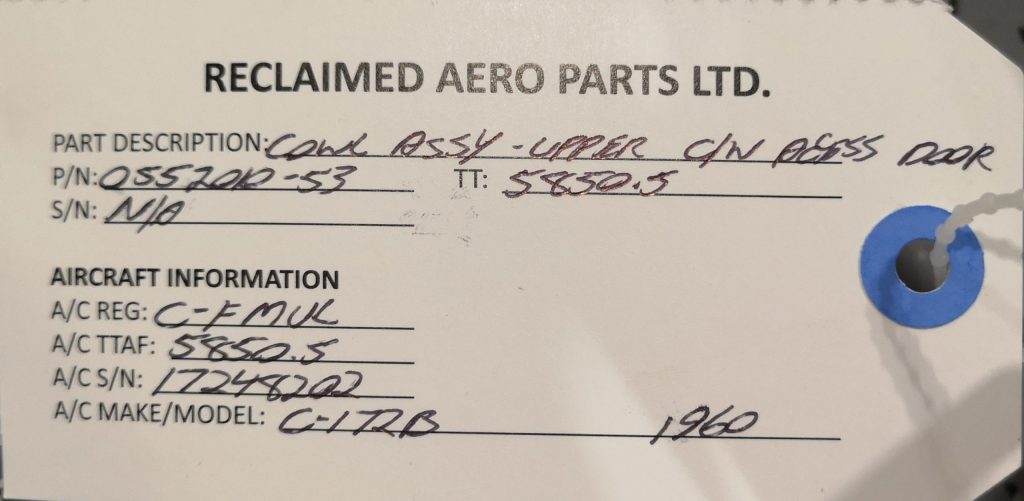 RECLAIMED AERO PARTS LTD.
PART DESCRIPTION: COWL ASSY - UPPER C/W ACESS DOOR
P/N: 0552010-53 TT: 5850.5
S/N: N/A
AIRCRAFT INFORMATION
A/C REG: C-FMUL
A/C TTAF: 5850.5
A/C S/N: 17248202
A/C MAKE/MODEL: C-172B 1960